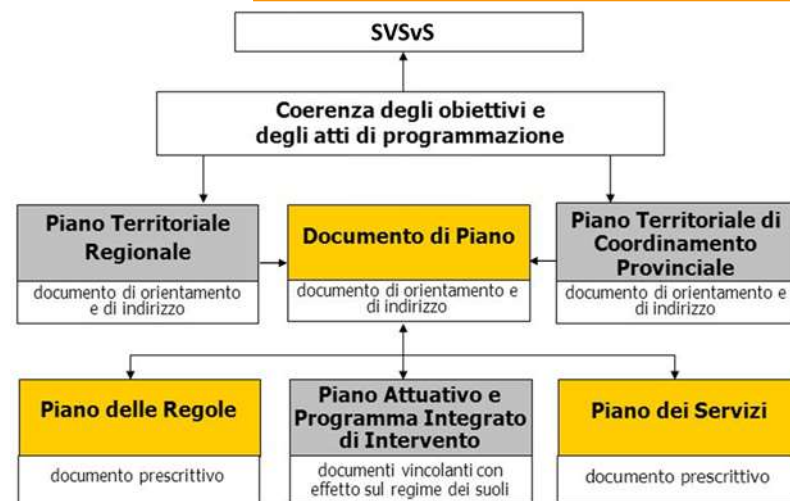 SVSvS
Coerenza degli obiettivi e
degli atti di programmazione
Piano Territoriale
Regionale
documento di orientamento
e di indirizzo
Documento di Piano
documento di orientamento e
di indirizzo
Piano Territoriale di
Coordinamento
Provinciale
documento di orientamento e
di indirizzo
Piano delle Regole
documento prescrittivo
Piano Attuativo e
Programma Integrato
di Intervento
documenti vincolanti con
effetto sul regime dei suoli
Piano dei Servizi
documento prescrittivo